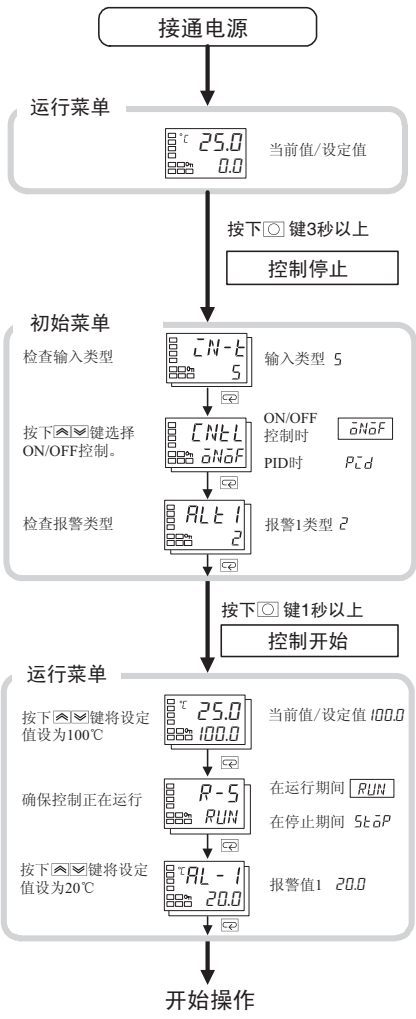 接通电源
运行菜单
℃ 25.0
0.0
当前值/设定值
按下 键3秒以上
控制停止
初始菜单
检查输入类型
IN-t
5
输入类型 5
按下 键选择
ON/OFF控制。
CNtL
oNoF
ON/OFF
控制时
oNoF
PID时 Pid
检查报警类型
ALt1
2
报警1类型 2
按下 键1秒以上
控制开始
运行菜单
按下 键将设定
值设为100℃
℃ 25.0
100.0
当前值/设定值 100.0
确保控制正在运行
R-S
RUN
在运行期间 RUN
在停止期间 StoP
按下 键将设定
值设为20℃
℃ AL-1
20.0
报警值1 20.0
开始操作